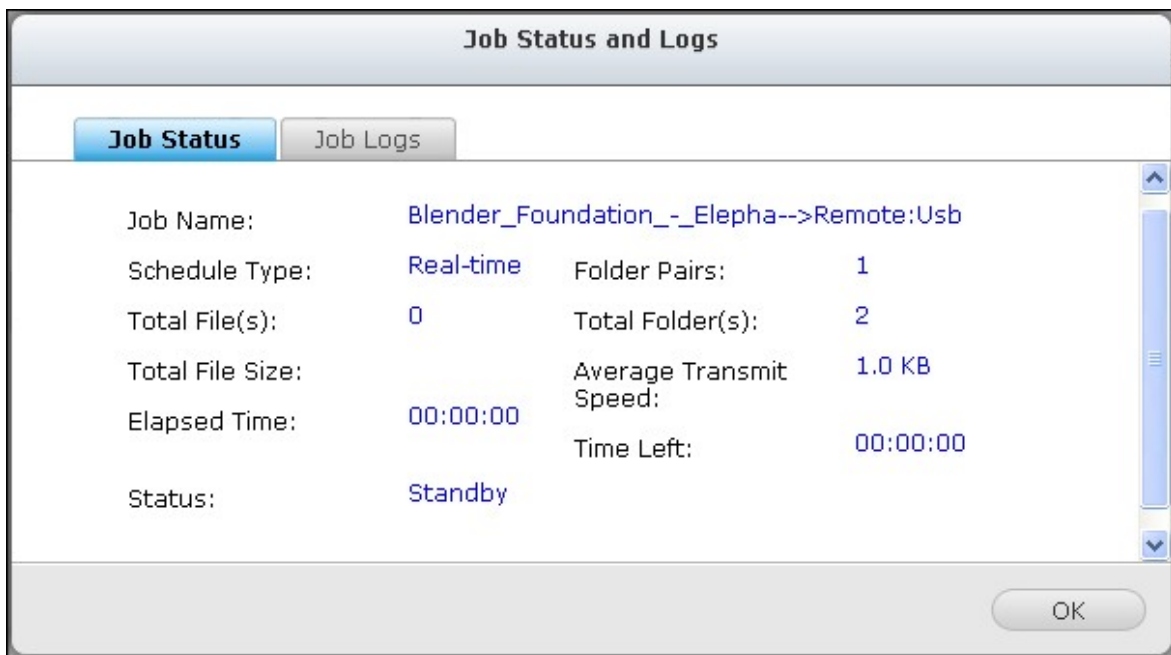 Job Status and Logs
Job Status Job Logs
Job Name: Blender_Foundation_-_Elepha-->Remote:Usb
Schedule Type: Real-time Folder Pairs: 1
Total File(s): 0 Total Folder(s): 2
Total File Size: Average Transmit Speed: 1.0 KB
Elapsed Time: 00:00:00
Time Left: 00:00:00
Status: Standby
OK